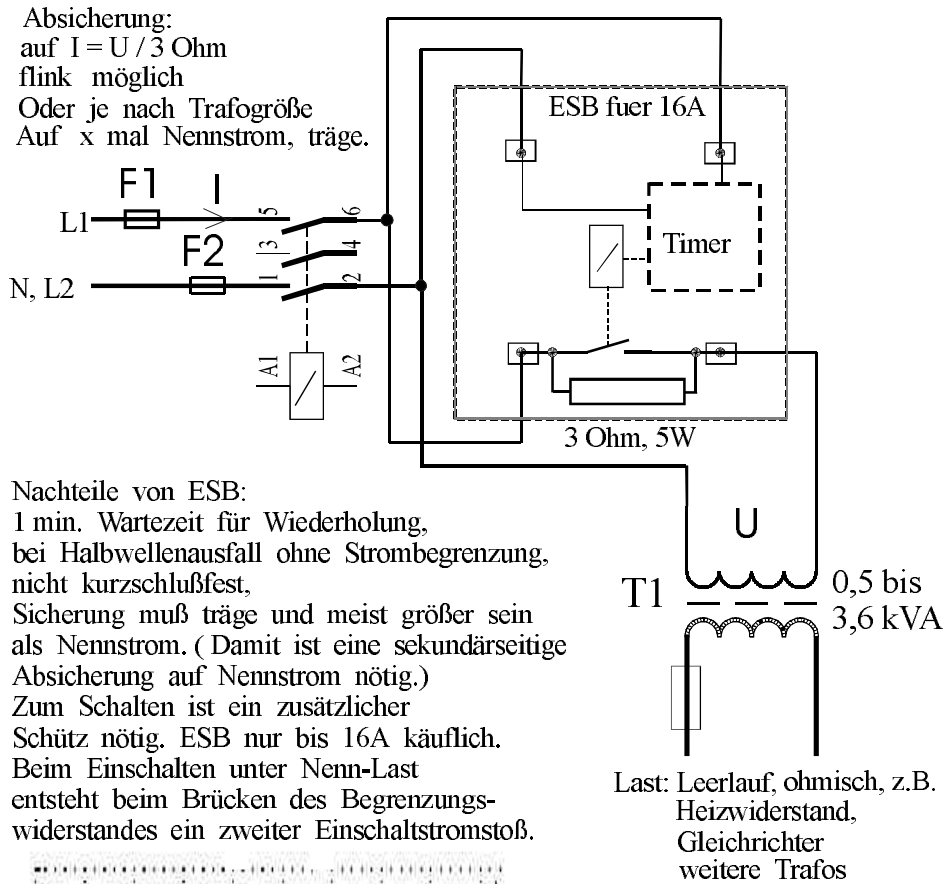 Absicherung:
auf I = U / 3 Ohm
flink möglich
Oder je nach Trafogröße
Auf x mal Nennstrom, träge.
ESB fuer 16A
F1
I
5
6
L1
Timer
F2
3
4
1
2
N, L2
A1
A2
3 Ohm, 5W
Nachteile von ESB:
1 min. Wartezeit für Wiederholung,
bei Halbwellenausfall ohne Strombegrenzung,
nicht kurzschlußfest,
Sicherung muß träge und meist größer sein
als Nennstrom. ( Damit ist eine sekundärseitige
Absicherung auf Nennstrom nötig.)
Zum Schalten ist ein zusätzlicher
Schütz nötig. ESB nur bis 16A käuflich.
Beim Einschalten unter Nenn-Last
entsteht beim Brücken des Begrenzungs-
widerstandes ein zweiter Einschaltstromstoß.
U
T1
0,5 bis
3,6 kVA
Last: Leerlauf, ohmisch, z.B.
Heizwiderstand,
Gleichrichter
weitere Trafos